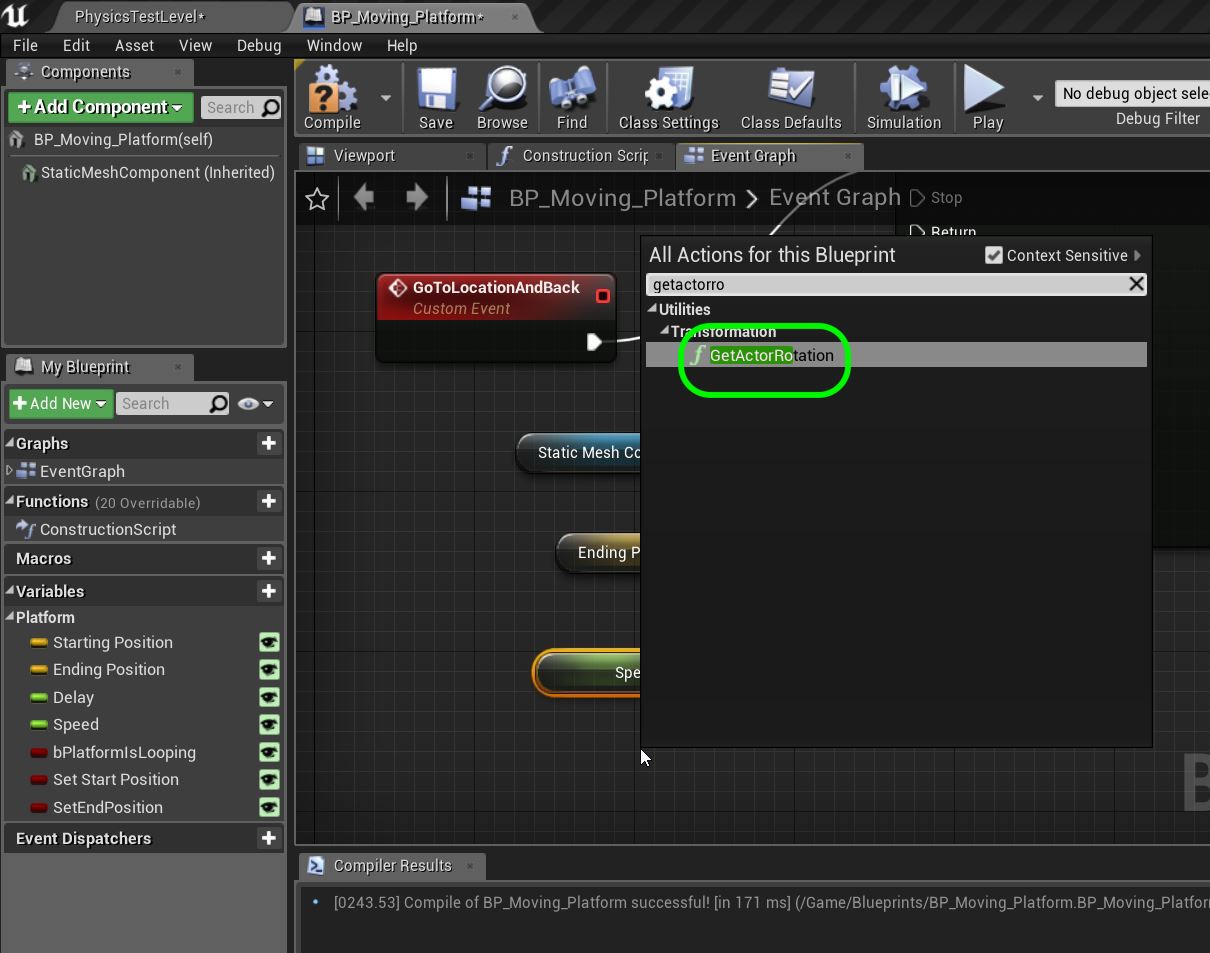 PhysicsTestLevel*
BP_Moving_Platform*
File Edit Asset View Debug Window Help
Components
Add Component
Search
BP_Moving_Platform(self)
StaticMeshComponent (Inherited)
Compile
Save
Browse
Find
Class Settings
Class Defaults
Simulation
Play
No debug object sele
Debug Filter
Viewport
Construction Scrip
Event Graph
BP_Moving_Platform > Event Graph
Stop
Return
GoToLocationAndBack
Custom Event
Static Mesh Co
Ending P
Spe
All Actions for this Blueprint
Context Sensitive
getactorro
Utilities
Transformation
GetActorRotation
My Blueprint
Add New
Search
Graphs
EventGraph
Functions (20 Overridable)
ConstructionScript
Macros
Variables
Platform
Starting Position
Ending Position
Delay
Speed
bPlatformIsLooping
Set Start Position
SetEndPosition
Event Dispatchers
B
Compiler Results
[0243.53] Compile of BP_Moving_Platform successful! [in 171 ms] (/Game/Blueprints/BP_Moving_Platform.BP_Moving_Platfor